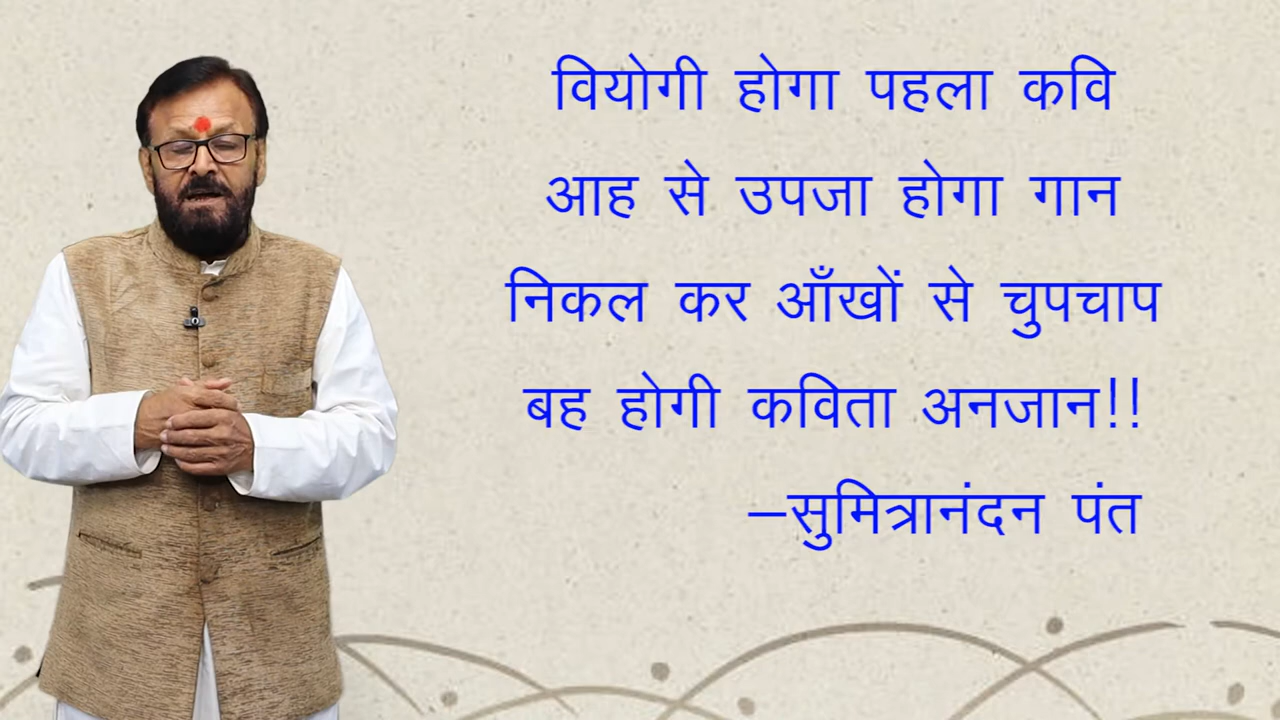 वियोगी होगा पहला कवि
आह से उपजा होगा गान
निकल कर आँखों से चुपचाप
बह होगी कविता अनजान!!
–सुमित्रानंदन पंत